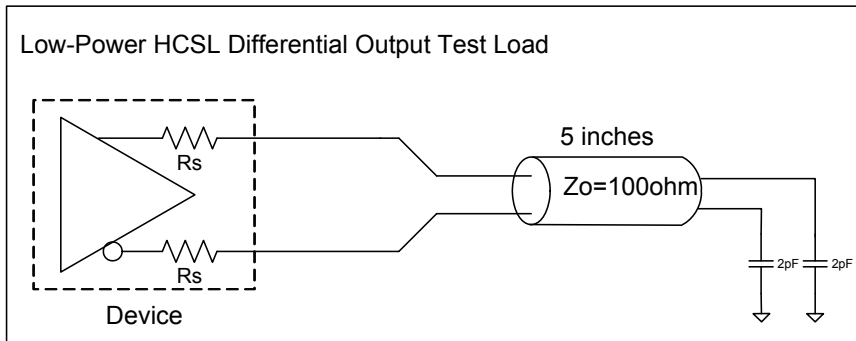 Low-Power HCSL Differential Output Test Load
5 inches
Rs
Zo=100ohm
Rs
2pF
2pF
Device